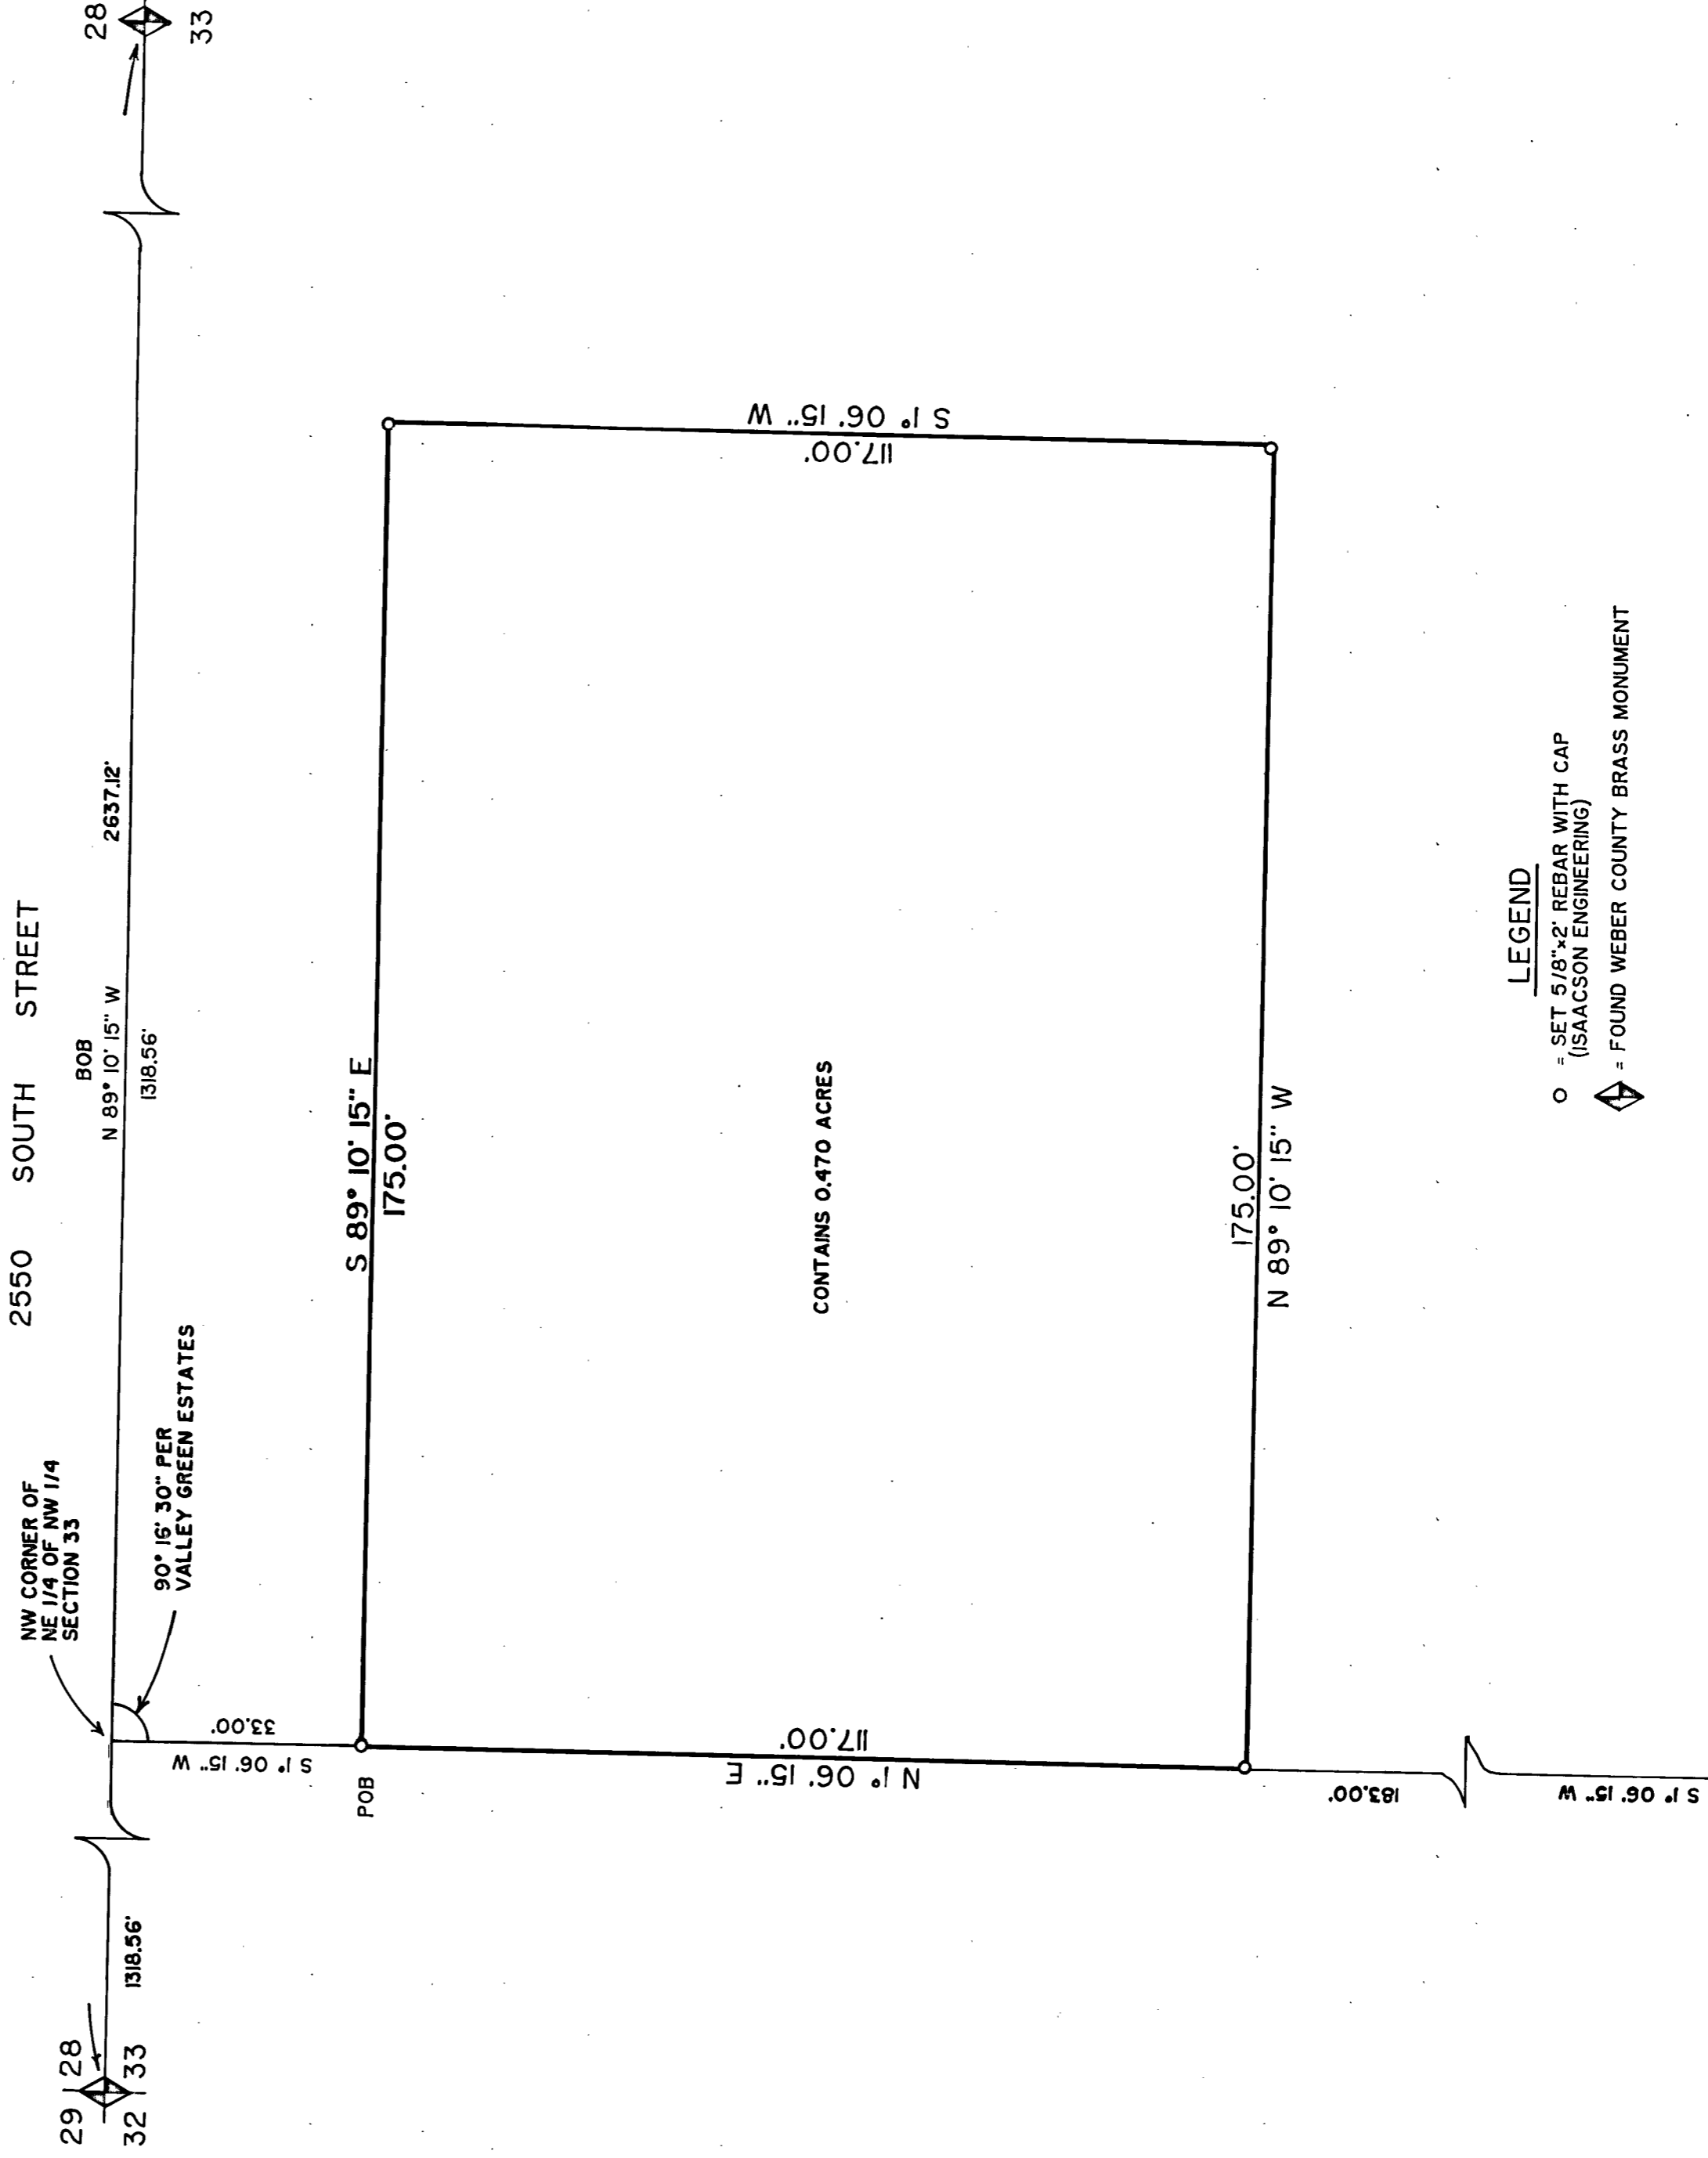 2550 SOUTH STREET
29 | 28
32 | 33
1318.56'
NW CORNER OF
NE 1/4 OF NW 1/4
SECTION 33
90° 16' 30" PER
VALLEY GREEN ESTATES
BOB
N 89° 10' 15" W
2637.12'
1318.56'
28
33
S 1° 06' 15" W
33.00'
POB
S 89° 10' 15" E
175.00'
N 1° 06' 15" E
117.00'
CONTAINS 0.470 ACRES
117.00'
S 1° 06' 15" W
175.00'
N 89° 10' 15" W
183.00'
S 1° 06' 15" W
LEGEND
O = SET 5/8"x2' REBAR WITH CAP
(ISAACSON ENGINEERING)
= FOUND WEBER COUNTY BRASS MONUMENT